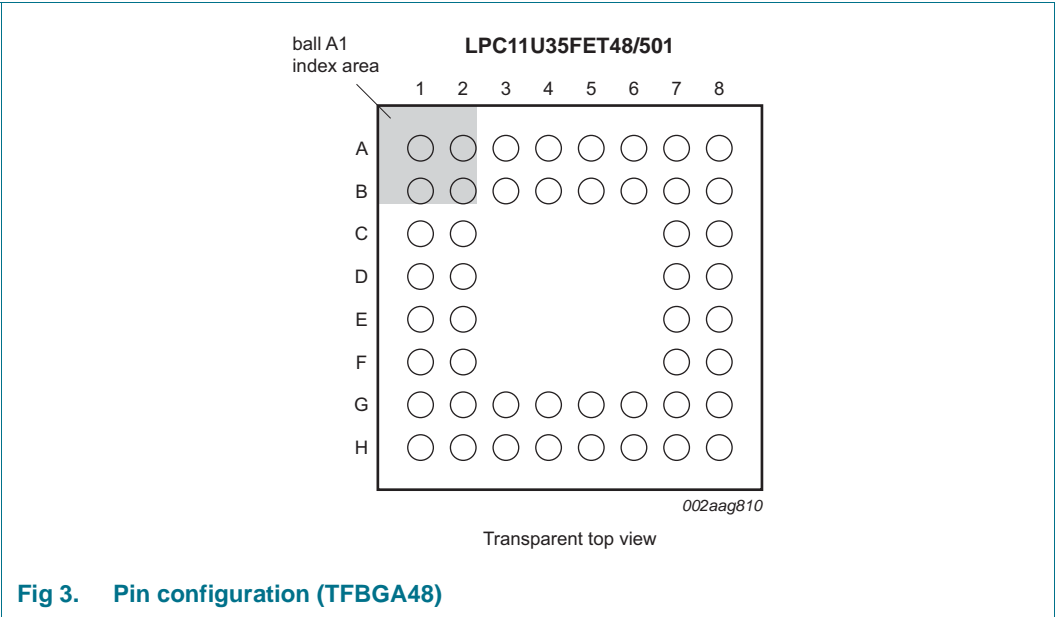 ball A1
index area
LPC11U35FET48/501
1 2 3 4 5 6 7 8
A
B
C
D
E
F
G
H
002aag810
Transparent top view
Fig 3. Pin configuration (TFBGA48)